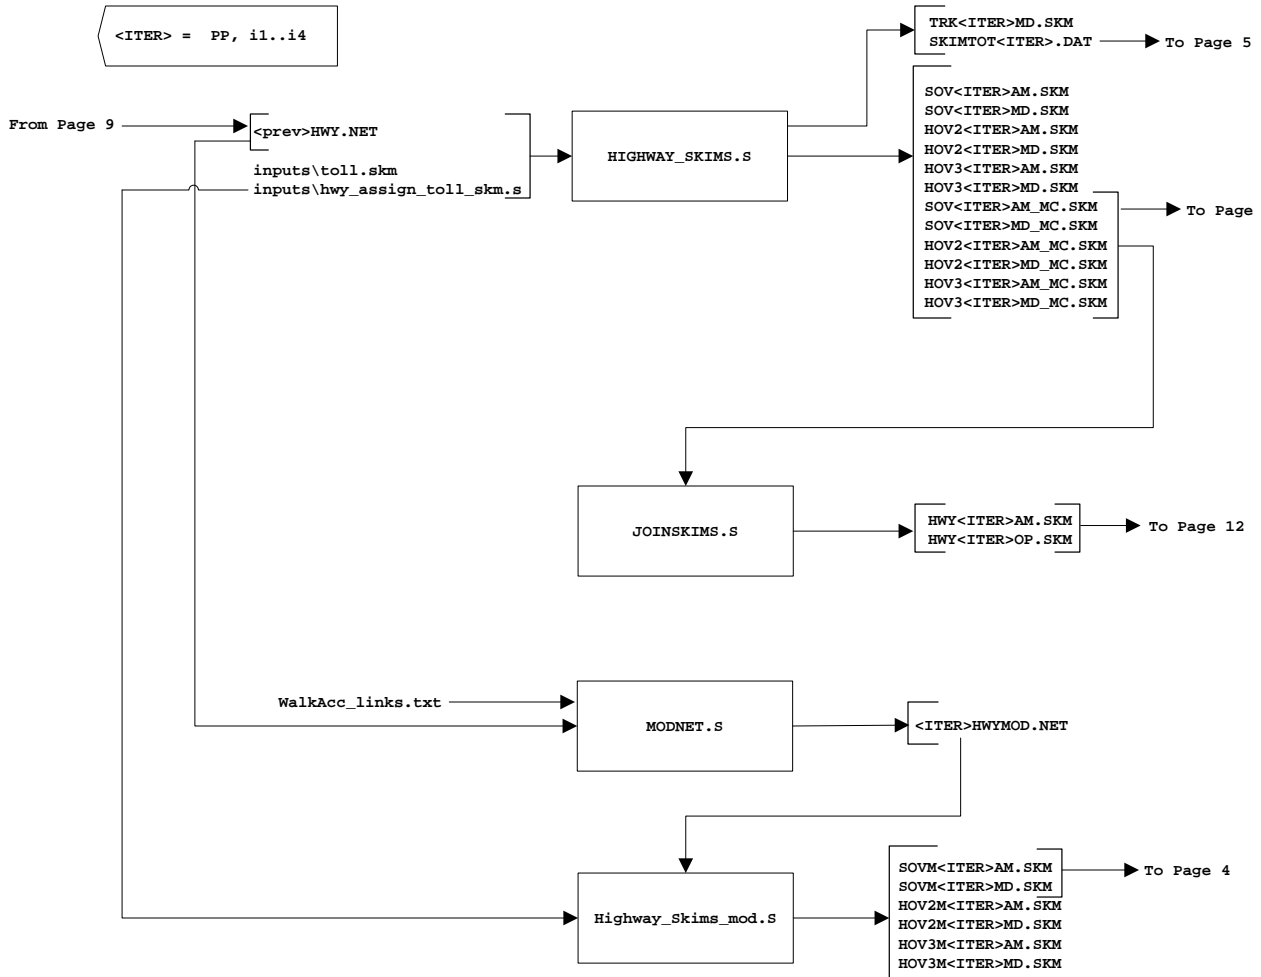 <ITER> = PP, i1..i4
TRK<ITER>MD.SKM
SKIMTOT<ITER>.DAT
To Page 5
From Page 9
<prev>HWY.NET
inputs\toll.skm
inputs\hwy_assign_toll_skm.s
HIGHWAY_SKIMS.S
SOV<ITER>AM.SKM
SOV<ITER>MD.SKM
HOV2<ITER>AM.SKM
HOV2<ITER>MD.SKM
HOV3<ITER>AM.SKM
HOV3<ITER>MD.SKM
SOV<ITER>AM_MC.SKM
SOV<ITER>MD_MC.SKM
HOV2<ITER>AM_MC.SKM
HOV2<ITER>MD_MC.SKM
HOV3<ITER>AM_MC.SKM
HOV3<ITER>MD_MC.SKM
To Page
JOINSKIMS.S
HWY<ITER>AM.SKM
HWY<ITER>OP.SKM
To Page 12
WalkAcc_links.txt
MODNET.S
<ITER>HWYMOD.NET
Highway_Skims_mod.S
SOVM<ITER>AM.SKM
SOVM<ITER>MD.SKM
HOV2M<ITER>AM.SKM
HOV2M<ITER>MD.SKM
HOV3M<ITER>AM.SKM
HOV3M<ITER>MD.SKM
To Page 4